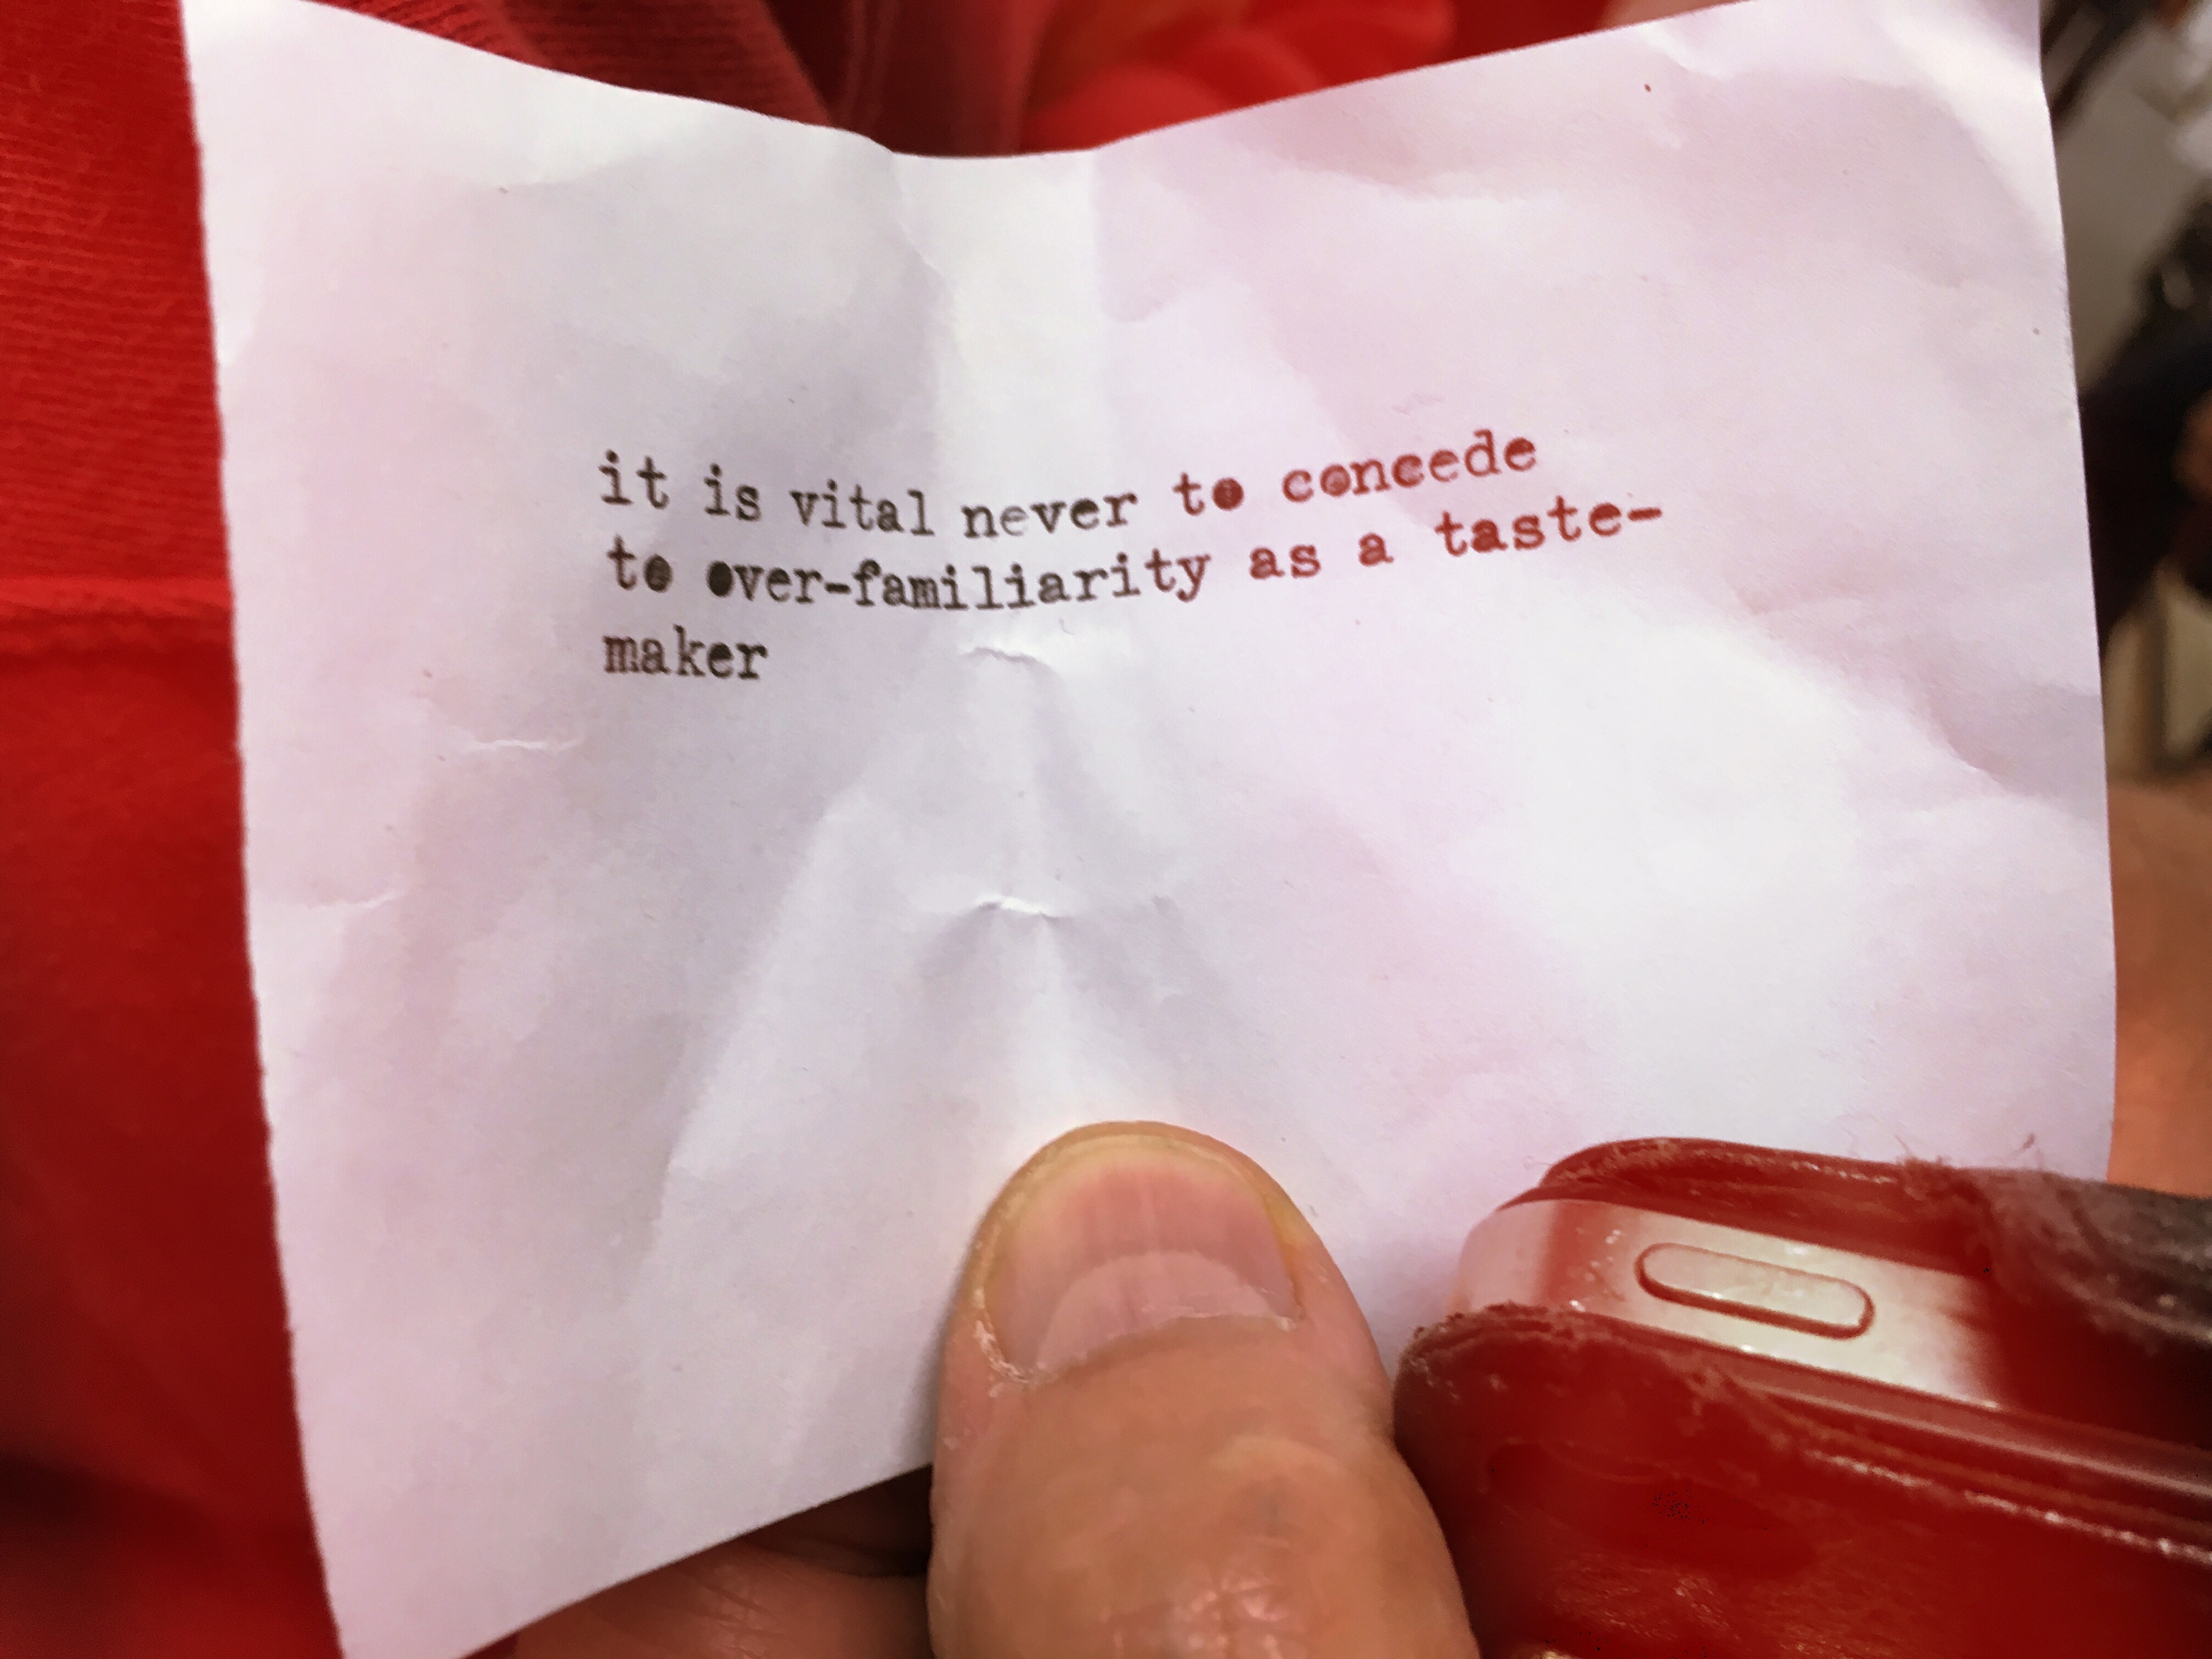 it is vital never to concede
to over-familiarity as a taste-
maker